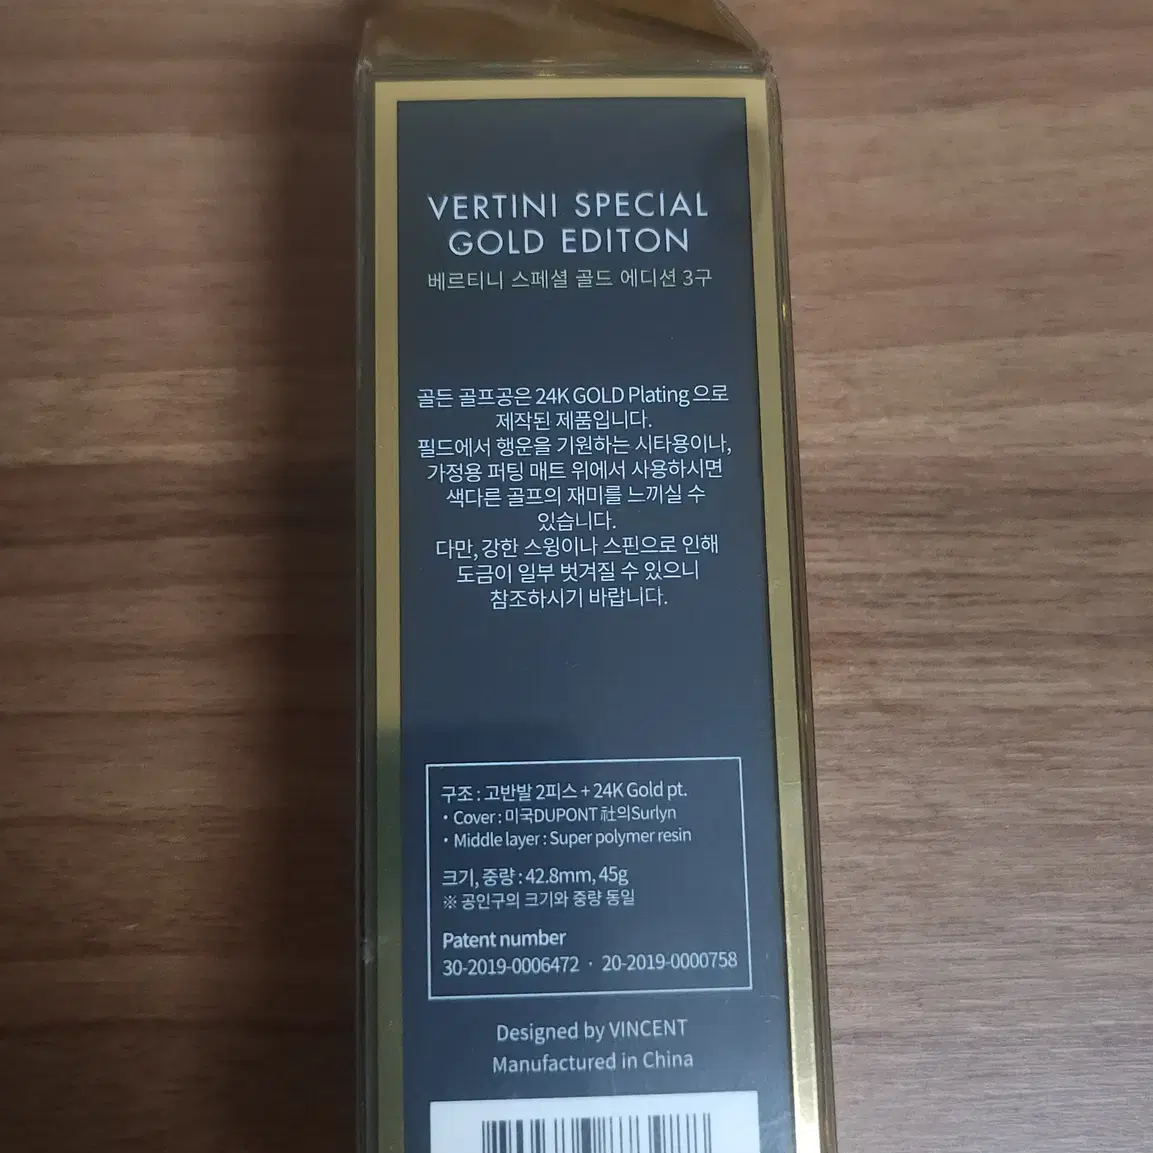 VERTINI SPECIAL
GOLD EDITON
베르티니 스페셜 골드 에디션 3구
골든 골프공은 24K GOLD Plating 으로
제작된 제품입니다.
필드에서 행운을 기원하는 시타용이나,
가정용 퍼팅 매트 위에서 사용하시면
색다른 골프의 재미를 느끼실 수
있습니다.
다만, 강한 스윙이나 스핀으로 인해
도금이 일부 벗겨질 수 있으니
참조하시기 바랍니다.
구조 : 고반발 2피스 + 24K Gold pt.
• Cover : 미국DUPONT 社의Surlyn
• Middle layer : Super polymer resin
크기, 중량 : 42.8mm, 45g
※ 공인구의 크기와 중량 동일
Patent number
30-2019-0006472 · 20-2019-0000758
Designed by VINCENT
Manufactured in China